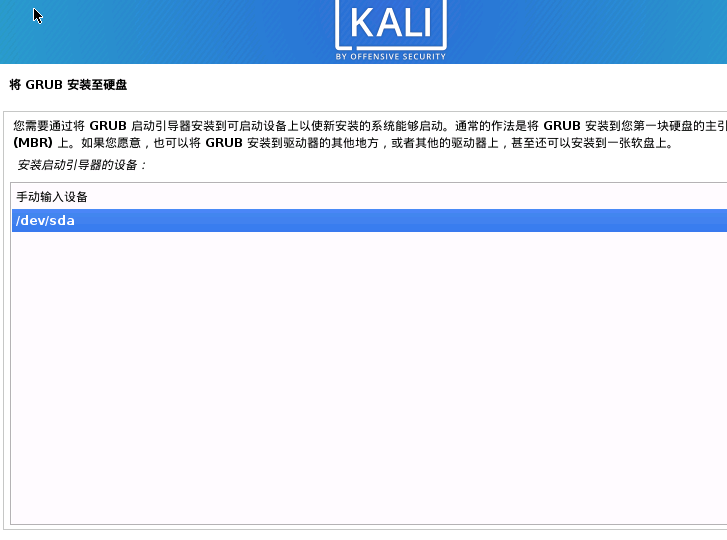 KALI
BY OFFENSIVE SECURITY
将 GRUB 安装至硬盘
您需要通过将 GRUB 启动引导器安装到可启动设备上以使新安装的系统能够启动。通常的作法是将 GRUB 安装到您第一块硬盘的主引
(MBR) 上。如果您愿意，也可以将 GRUB 安装到驱动器的其他地方，或者其他的驱动器上，甚至还可以安装到一张软盘上。
安装启动引导器的设备：
手动输入设备
/dev/sda